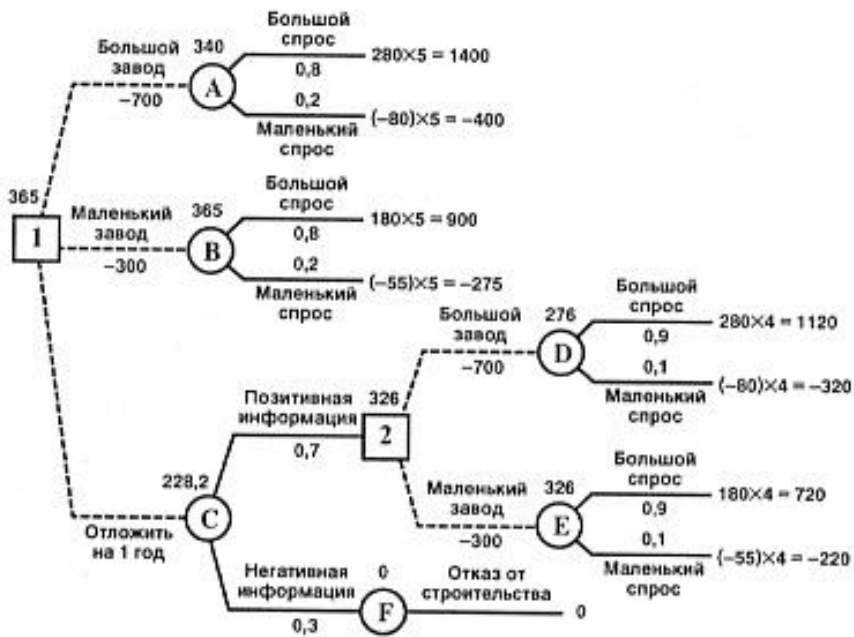 Большой
завод
–700
340
A
Большой
спрос
0,8
280×5 = 1400
0,2
Маленький
спрос
(–80)×5 = –400
365
1
Маленький
завод
–300
365
B
Большой
спрос
0,8
180×5 = 900
0,2
Маленький
спрос
(–55)×5 = –275
Отложить
на 1 год
228,2
C
Позитивная
информация
0,7
326
2
Большой
завод
–700
276
D
Большой
спрос
0,9
280×4 = 1120
0,1
Маленький
спрос
(–80)×4 = –320
Маленький
завод
–300
326
E
Большой
спрос
0,9
180×4 = 720
0,1
Маленький
спрос
(–55)×4 = –220
Негативная
информация
0,3
0
F
Отказ от
строительства
0